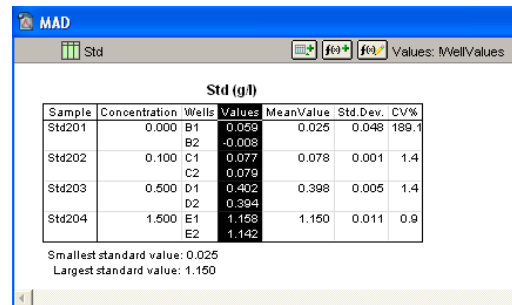 MAD
Std Values: !WellValues
Std (g/l)
Sample Concentration Wells Values MeanValue Std.Dev. CV%
Std201 0.000 B1 0.059 0.025 0.048 189.1
B2 -0.008
Std202 0.100 C1 0.077 0.078 0.001 1.4
C2 0.079
Std203 0.500 D1 0.402 0.398 0.005 1.4
D2 0.394
Std204 1.500 E1 1.158 1.150 0.011 0.9
E2 1.142
Smallest standard value: 0.025
Largest standard value: 1.150